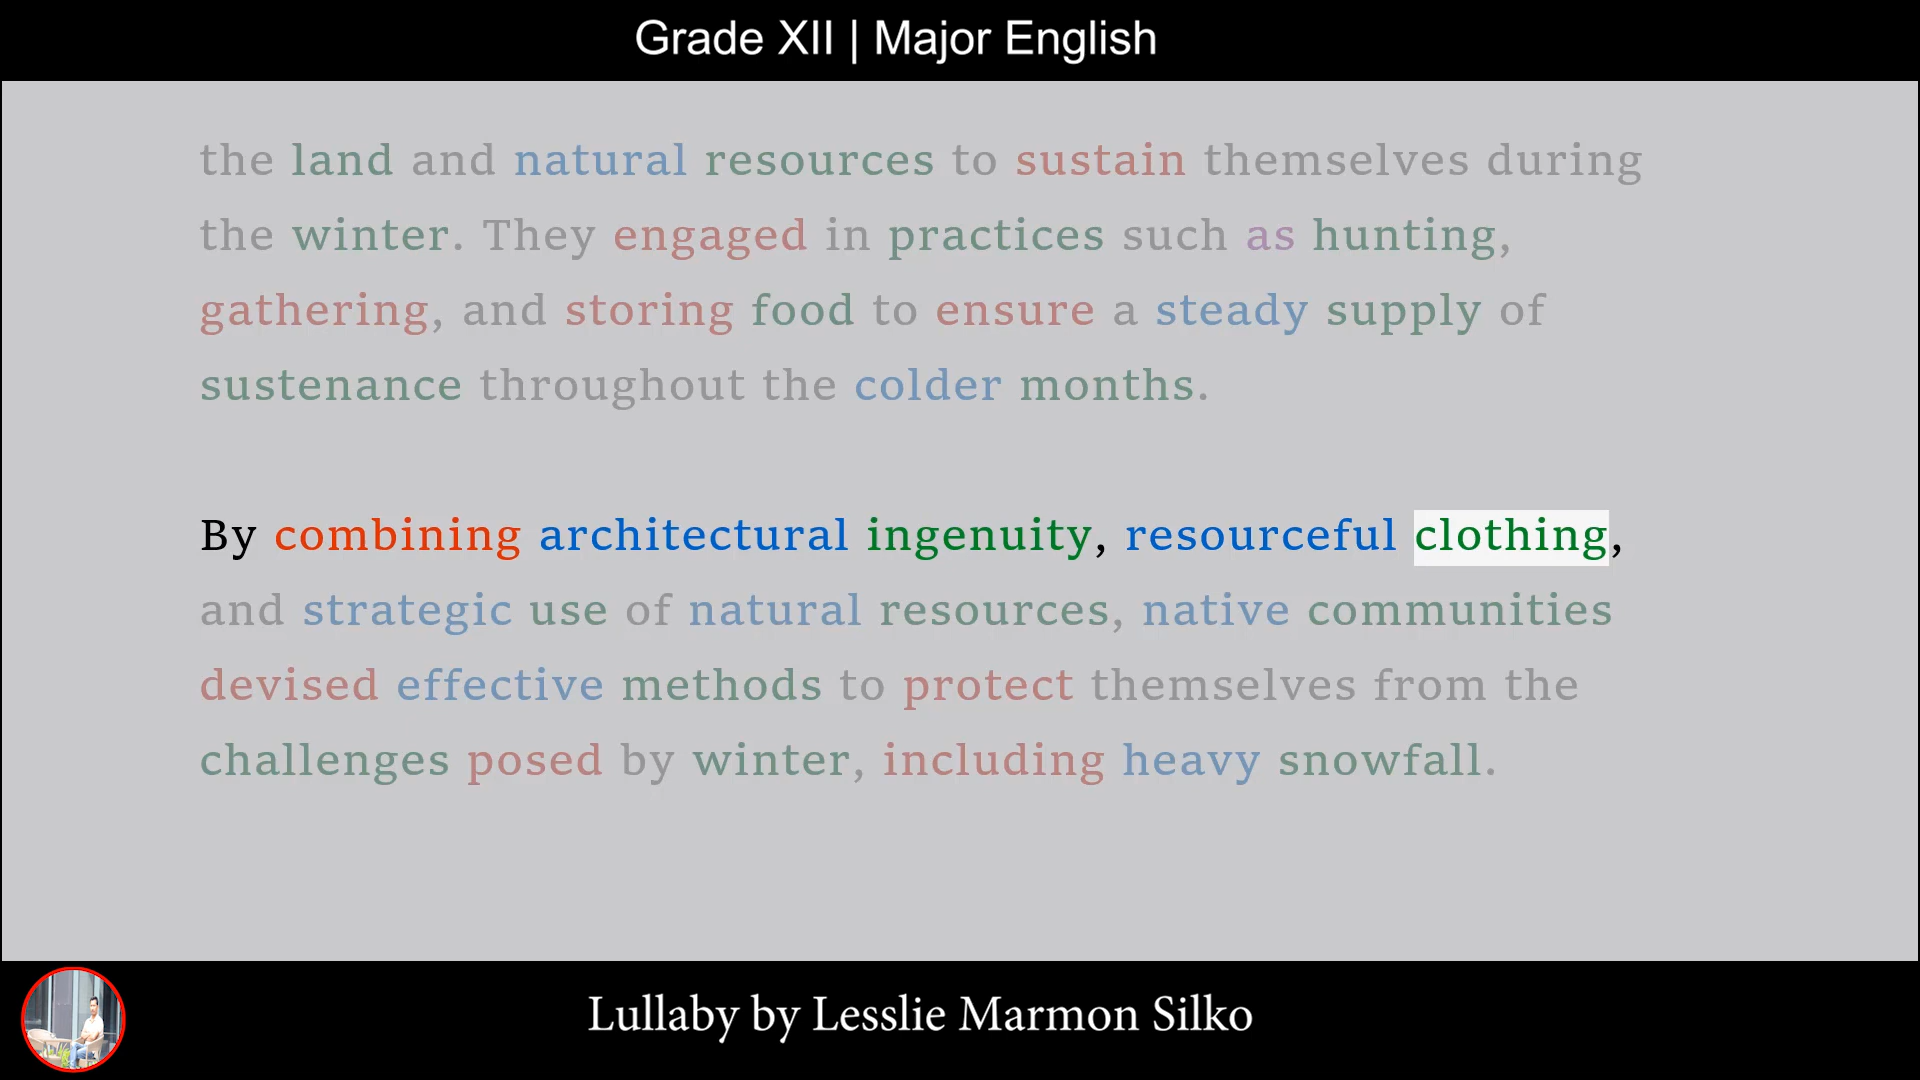 Grade XII | Major English
the land and natural resources to sustain themselves during
the winter. They engaged in practices such as hunting,
gathering, and storing food to ensure a steady supply of
sustenance throughout the colder months.
By combining architectural ingenuity, resourceful clothing,
and strategic use of natural resources, native communities
devised effective methods to protect themselves from the
challenges posed by winter, including heavy snowfall.
Lullaby by Lesslie Marmon Silko